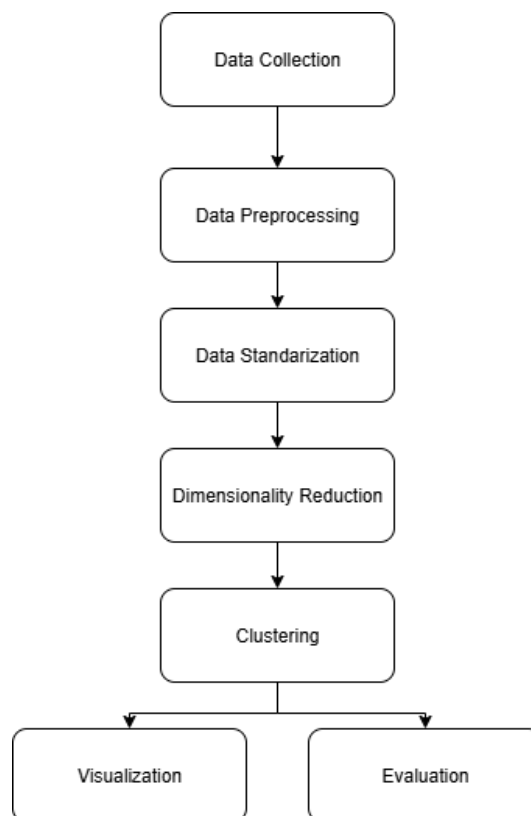 Data Collection
Data Preprocessing
Data Standarization
Dimensionality Reduction
Clustering
Visualization
Evaluation